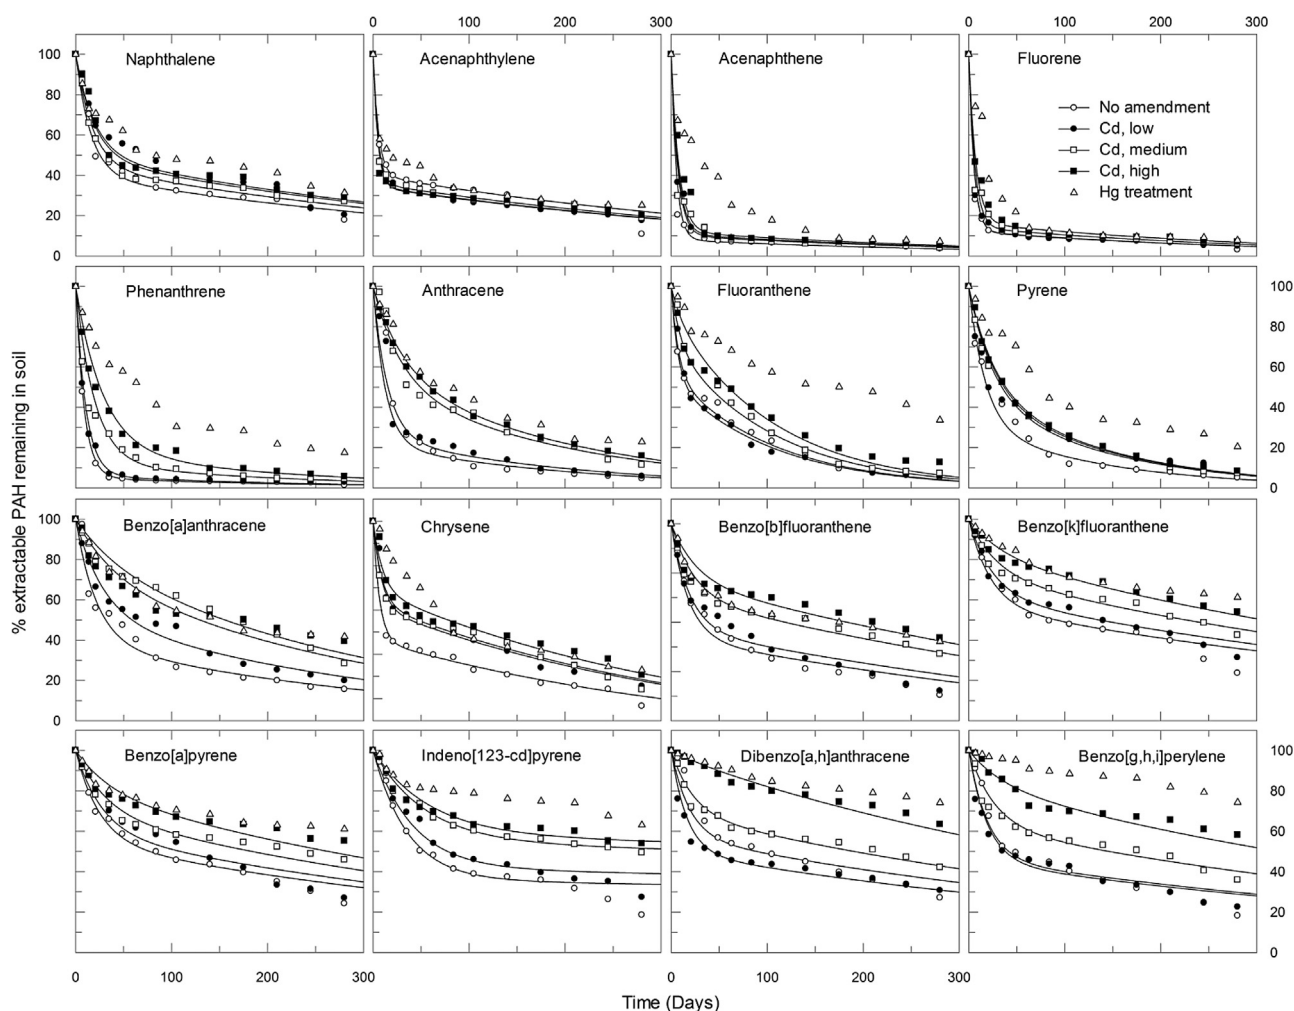 0 100 200 300
0 100 200 300
100
80
60
40
20
0
Naphthalene
Acenaphthylene
Acenaphthene
Fluorene
No amendment
Cd, low
Cd, medium
Cd, high
Hg treatment
Phenanthrene
Anthracene
Fluoranthene
Pyrene
100
80
60
40
20
0
% extractable PAH remaining in soil
100
80
60
40
20
0
Benzo[a]anthracene
Chrysene
Benzo[b]fluoranthene
Benzo[k]fluoranthene
Benzo[a]pyrene
Indeno[123-cd]pyrene
Dibenzo[a,h]anthracene
Benzo[g,h,i]perylene
100
80
60
40
20
0
0 100 200 300
0 100 200 300
Time (Days)